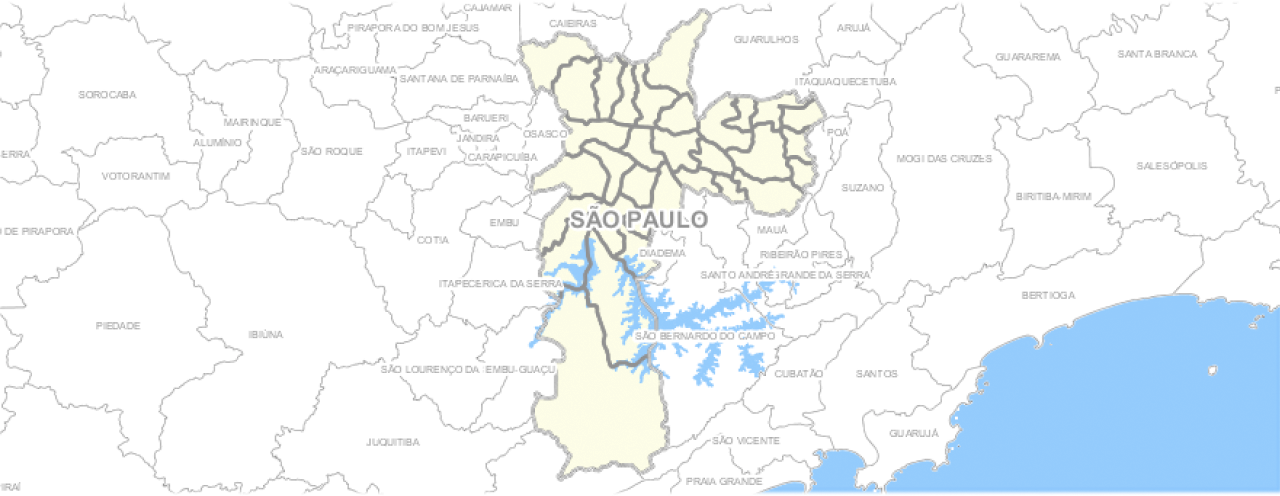 CAJAMAR
PIRAPORA DO BOM JESUS
CAIEIRAS
ARUJÁ
GUARULHOS
SANTA BRANCA
GUARAREMA
ARAÇARIGUAMA
SANTANA DE PARNAÍBA
ITAQUAQUECETUBA
SOROCABA
BARUERI
MAIRINQUE
OSASCO
POÁ
JANDIRA
ALUMÍNIO
SÃO ROQUE
ITAPEVI
CARAPICUÍBA
SERRA
MOGI DAS CRUZES
SALESÓPOLIS
VOTORANTIM
SUZANO
BIRITIBA-MIRIM
SÃO PAULO
EMBU
DE PIRAPORA
MAUÁ
COTIA
DIADEMA
RIBEIRÃO PIRES
SANTO ANDRÉ
GRANDE DA SERRA
ITAPECERICA DA SERRA
BERTIOGA
PIEDADE
IBIÚNA
SÃO BERNARDO DO CAMPO
SÃO LOURENÇO DA
EMBU-GUAÇU
CUBATÃO
SANTOS
GUARUJÁ
JUQUITIBA
SÃO VICENTE
PRAIA GRANDE